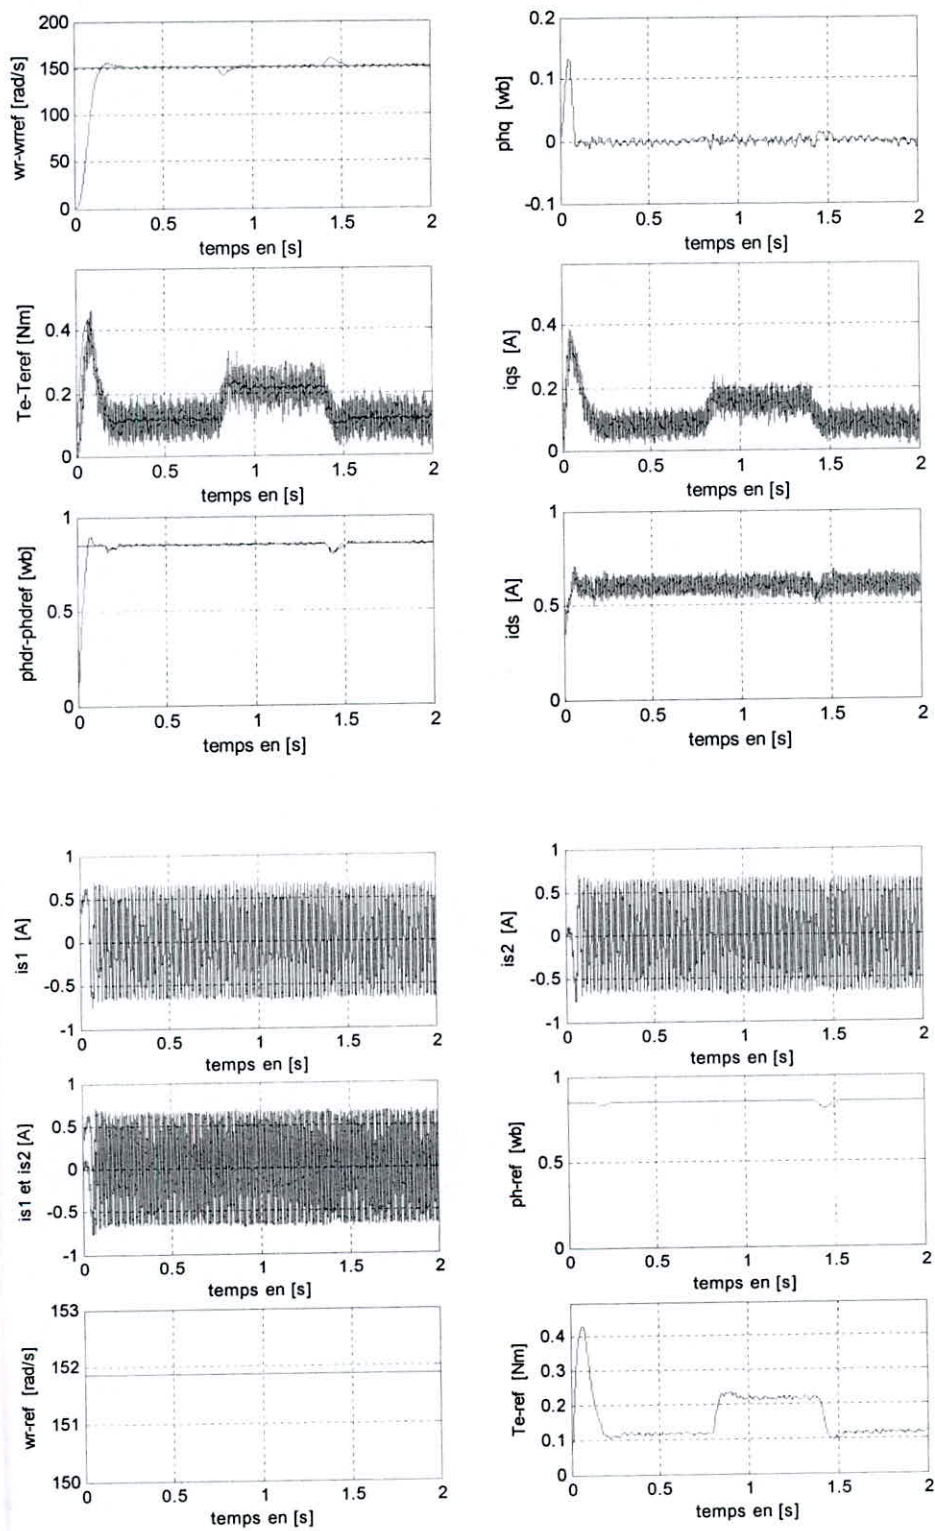 200
150
100
50
0
wr-wrref [rad/s]
0 0.5 1 1.5 2
temps en [s]
0.2
0.1
0
-0.1
phq [wb]
0 0.5 1 1.5 2
temps en [s]
0.4
0.2
0
Te-Teref [Nm]
0 0.5 1 1.5 2
temps en [s]
0.4
0.2
0
iqs [A]
0 0.5 1 1.5 2
temps en [s]
1
0.5
0
phdr-phdref [wb]
0 0.5 1 1.5 2
temps en [s]
1
0.5
0
ids [A]
0 0.5 1 1.5 2
temps en [s]
1
0.5
0
-0.5
-1
is1 [A]
0 0.5 1 1.5 2
temps en [s]
1
0.5
0
-0.5
-1
is2 [A]
0 0.5 1 1.5 2
temps en [s]
1
0.5
0
-0.5
-1
is1 et is2 [A]
0 0.5 1 1.5 2
temps en [s]
1
0.5
0
ph-ref [wb]
0 0.5 1 1.5 2
temps en [s]
153
152
151
150
wr-ref [rad/s]
0 0.5 1 1.5 2
temps en [s]
0.4
0.3
0.2
0.1
0
Te-ref [Nm]
0 0.5 1 1.5 2
temps en [s]